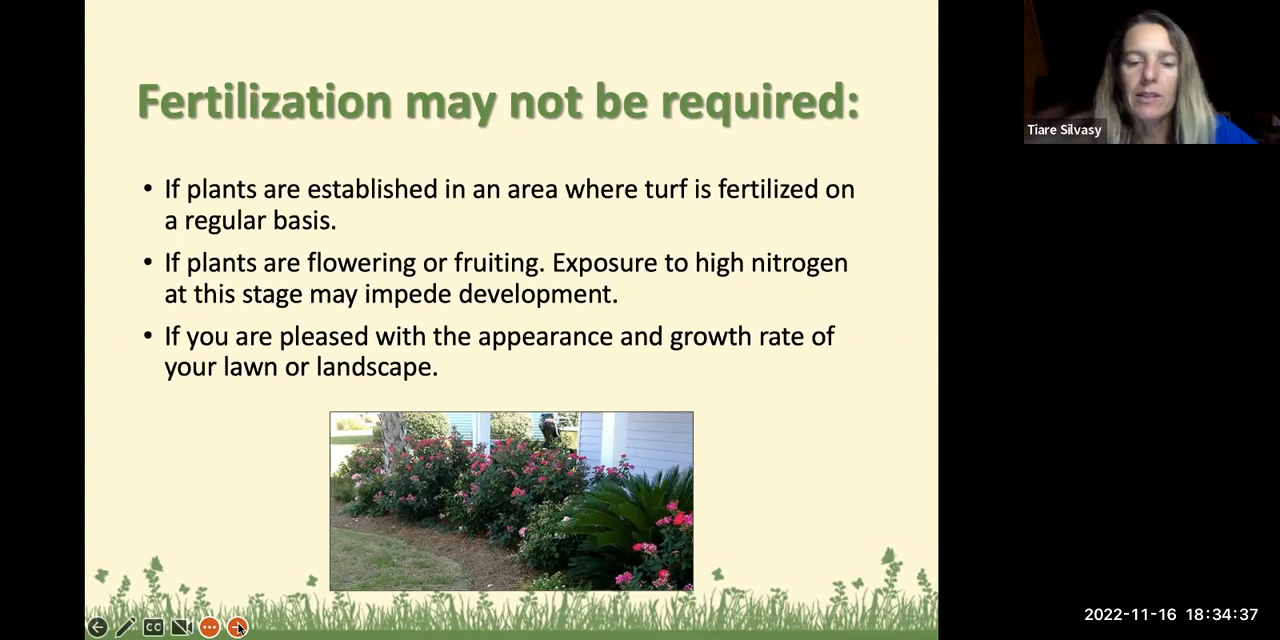 Fertilization may not be required:
• If plants are established in an area where turf is fertilized on
a regular basis.
• If plants are flowering or fruiting. Exposure to high nitrogen
at this stage may impede development.
• If you are pleased with the appearance and growth rate of
your lawn or landscape.
Tiare Silvasy
CC
2022-11-16 18:34:37